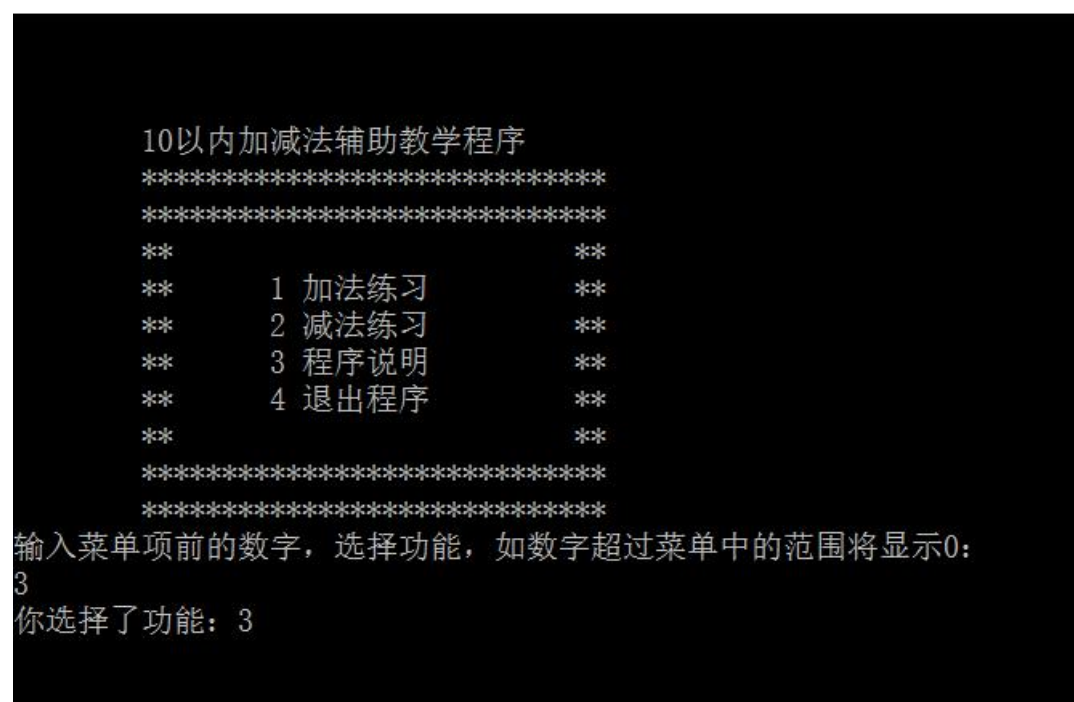 10以内加减法辅助教学程序
*****************************
*****************************
**                         **
**      1 加法练习         **
**      2 减法练习         **
**      3 程序说明         **
**      4 退出程序         **
**                         **
*****************************
*****************************
输入菜单项前的数字，选择功能，如数字超过菜单中的范围将显示0：
3
你选择了功能：3